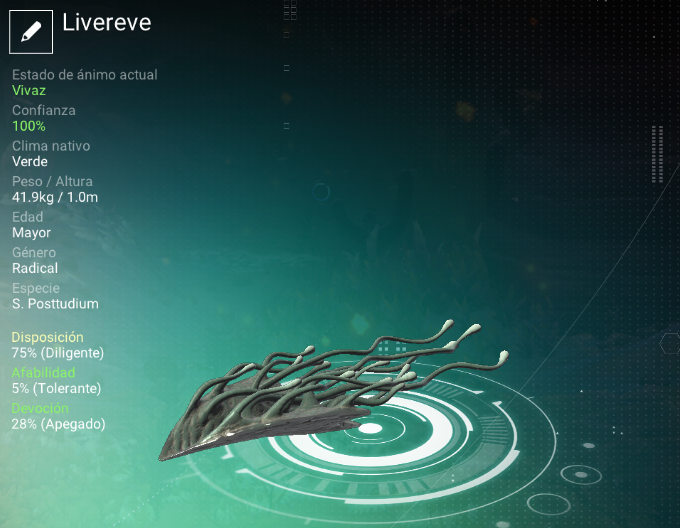 Livereve
Estado de ánimo actual
Vivaz
Confianza
100%
Clima nativo
Verde
Peso / Altura
41.9kg / 1.0m
Edad
Mayor
Género
Radical
Especie
S. Posttudium
Disposición
75% (Diligente)
Afabilidad
5% (Tolerante)
Devoción
28% (Apegado)